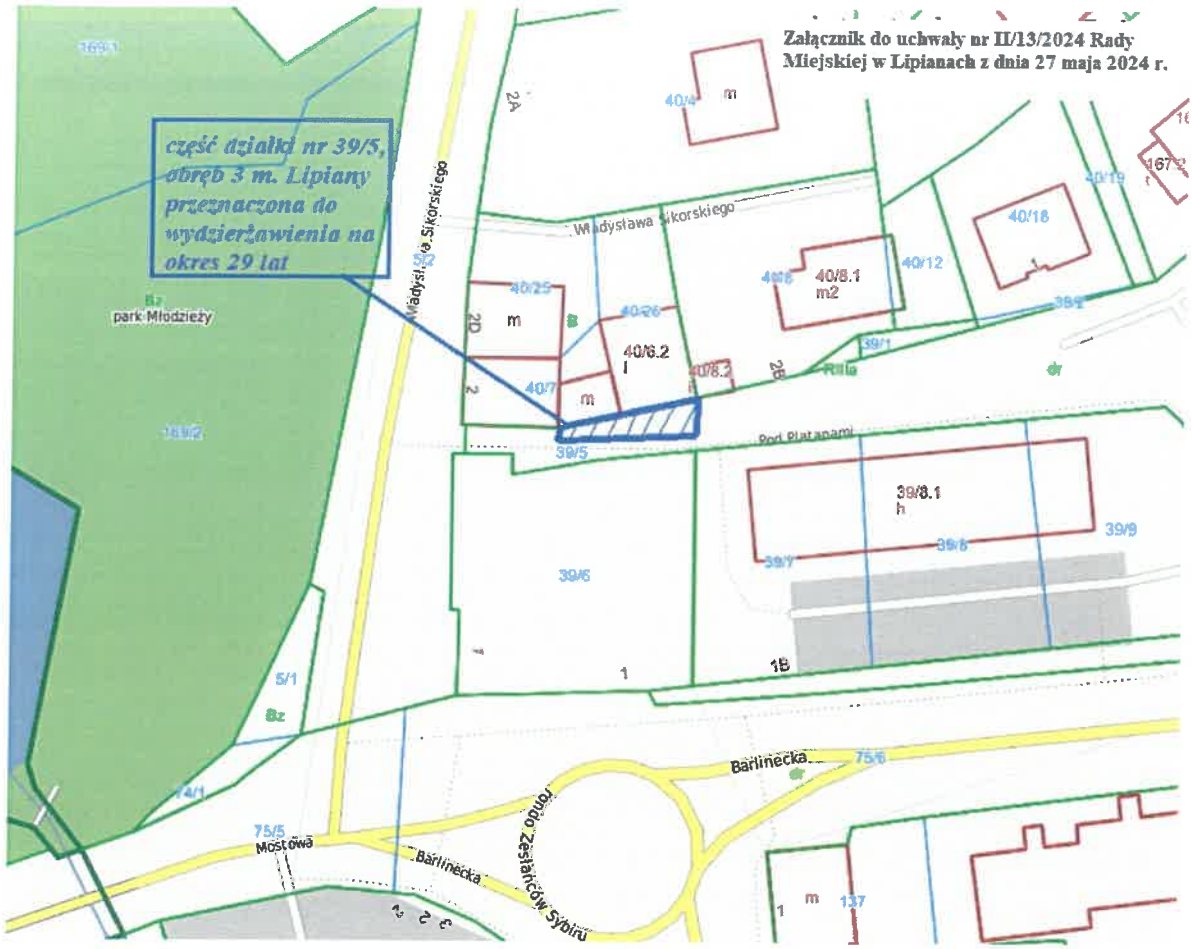 Załącznik do uchwały nr II/13/2024 Rady
Miejskiej w Lipianach z dnia 27 maja 2024 r.
169/1
część działki nr 39/5,
obręb 3 m. Lipiany
przeznaczona do
wydzierżawienia na
okres 29 lat
2A
40/4
m
Władysława Sikorskiego
5/2
Władysława Sikorskiego
40/19
40/18
40/12
40/8.1
m2
40/25
m
2D
40/26
40/6.2
40/7
2
m
40/8.2
2B
39/1
dr
Bz
park Młodzieży
169/2
39/5
Pod Platanami
39/8.1
h
39/7
39/8
39/9
39/6
1
1
1B
5/1
Bz
74/1
75/5
Mostowa
Barlinecka
rondo Zesłańców Sybiru
Barlinecka
dr
75/6
2
2
3
1
m
137